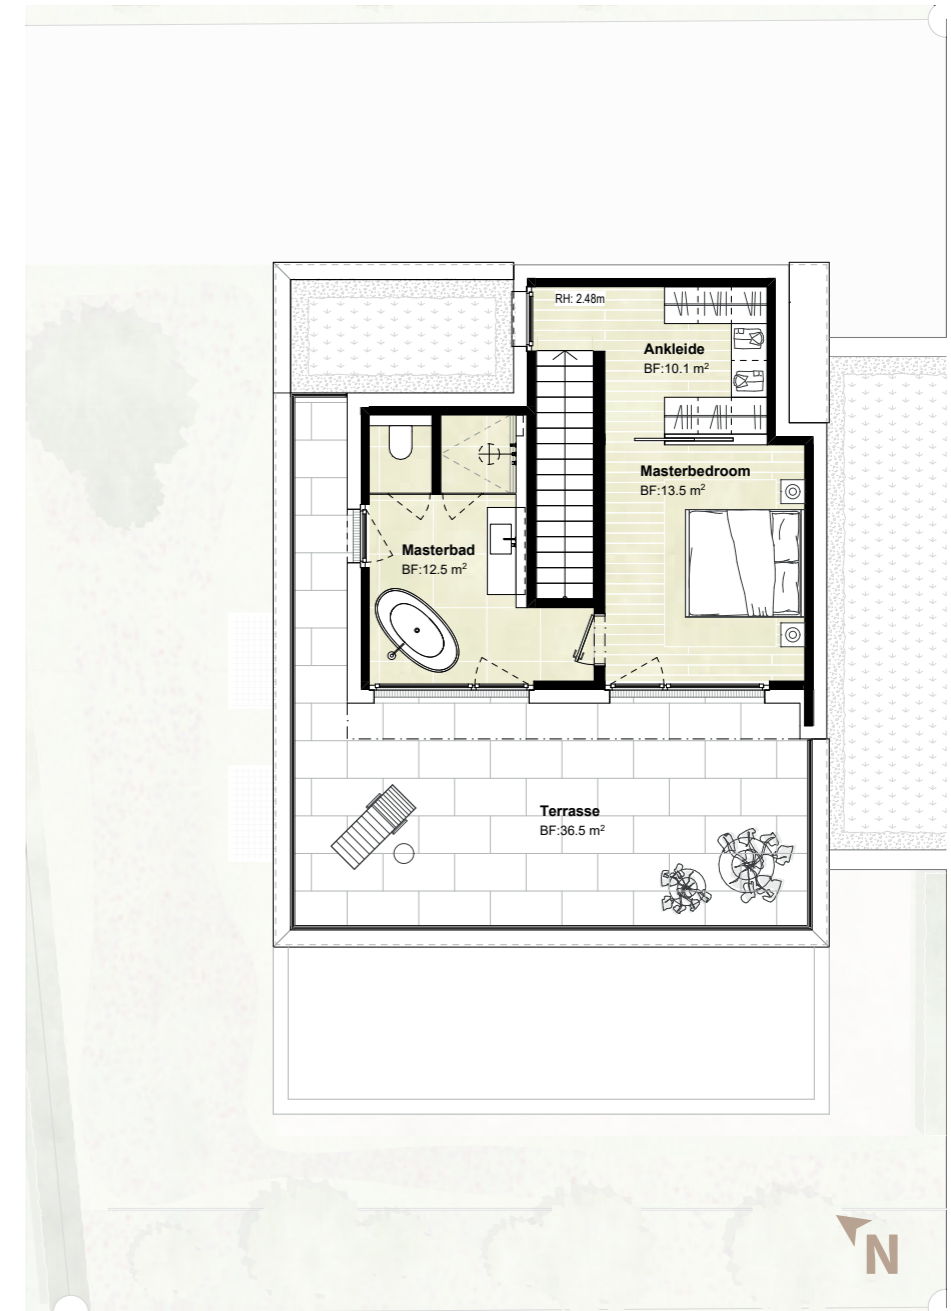 RH: 2.48m
Ankleide
BF:10.1 m²
Masterbedroom
BF:13.5 m²
Masterbad
BF:12.5 m²
Terrasse
BF:36.5 m²
N